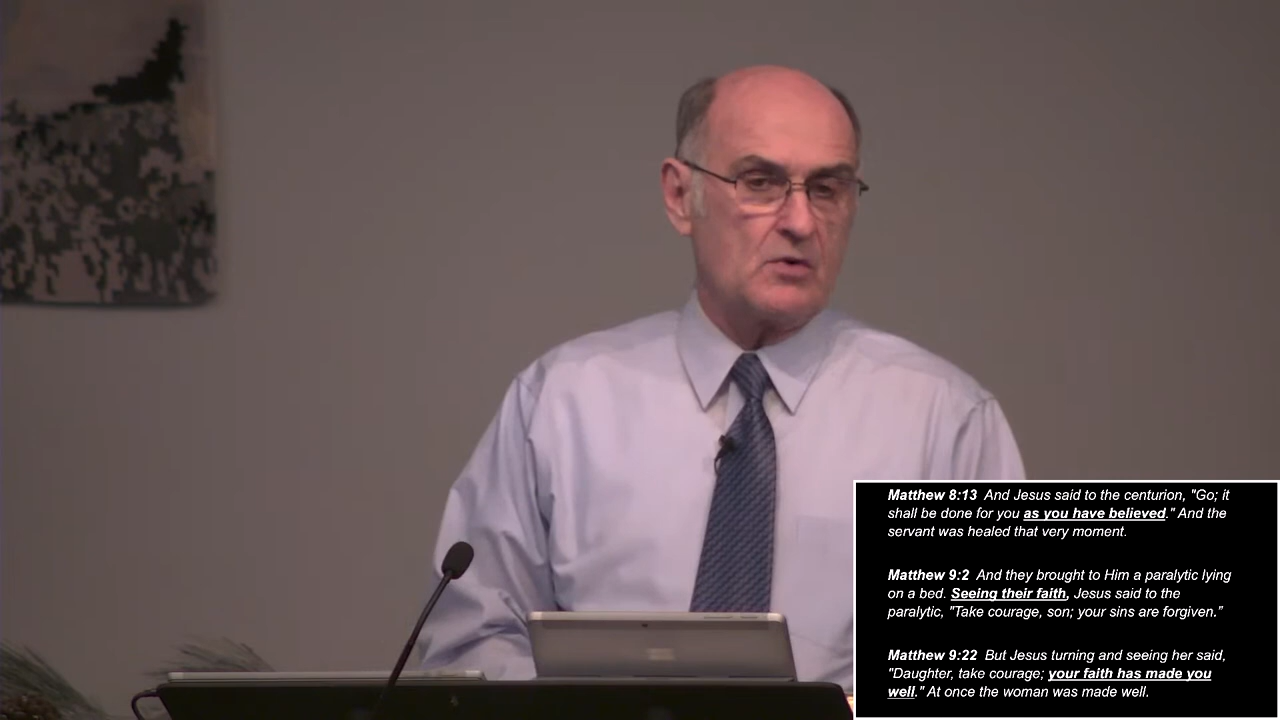 Matthew 8:13 And Jesus said to the centurion, "Go; it
shall be done for you as you have believed." And the
servant was healed that very moment.
Matthew 9:2 And they brought to Him a paralytic lying
on a bed. Seeing their faith, Jesus said to the
paralytic, "Take courage, son; your sins are forgiven."
Matthew 9:22 But Jesus turning and seeing her said,
"Daughter, take courage; your faith has made you
well." At once the woman was made well.